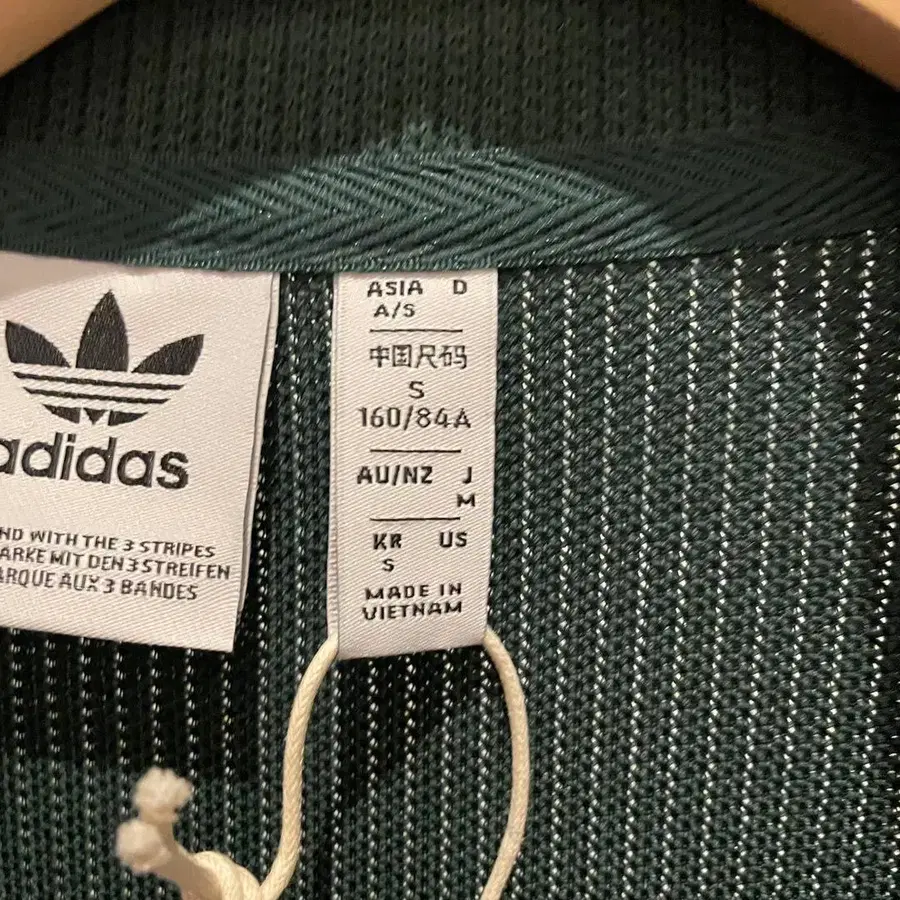 adidas
ND WITH THE 3 STRIPES
ARKE MIT DEN 3 STREIFEN
ARQUE AUX 3 BANDES
ASIA D
A/S
中国尺码
S
160/84A
AU/NZ J
M
KR US
S
MADE IN
VIETNAM